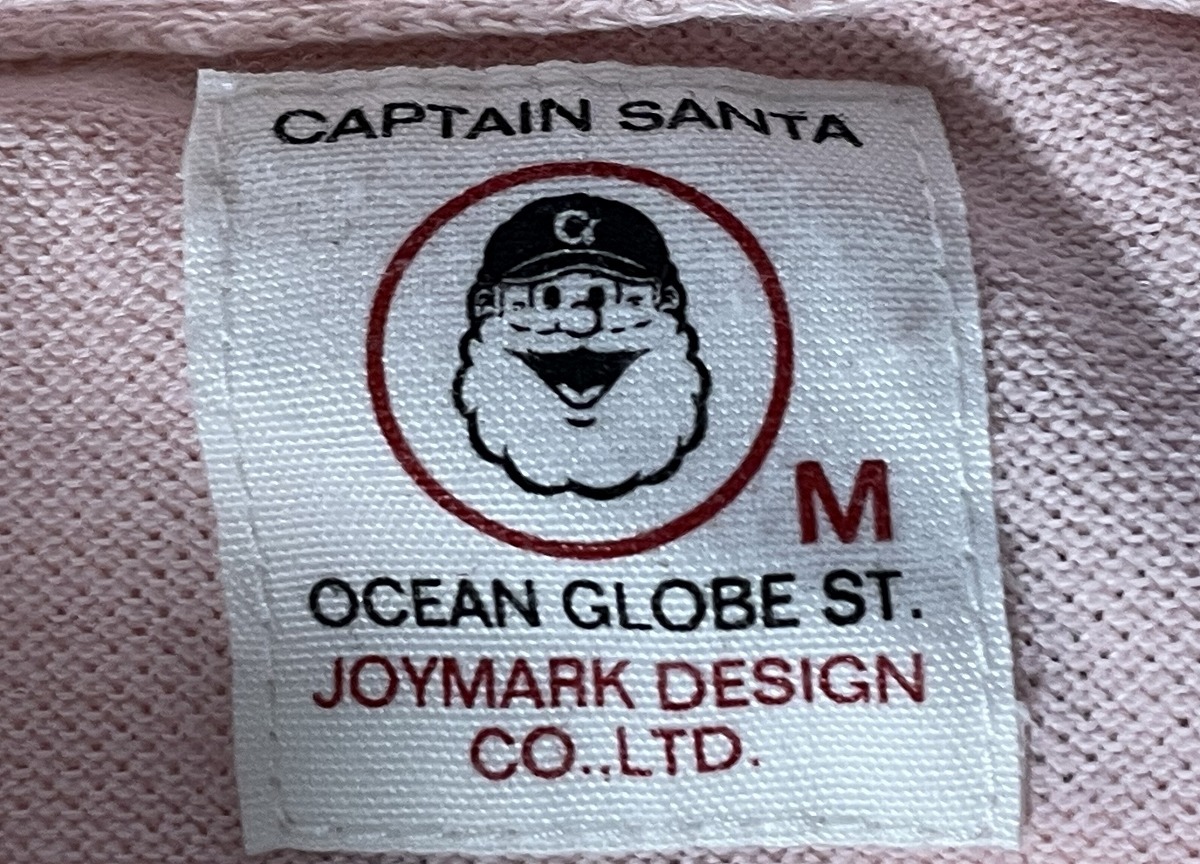 CAPTAIN SANTA
C
M
OCEAN GLOBE ST.
JOYMARK DESIGN
CO.,LTD.